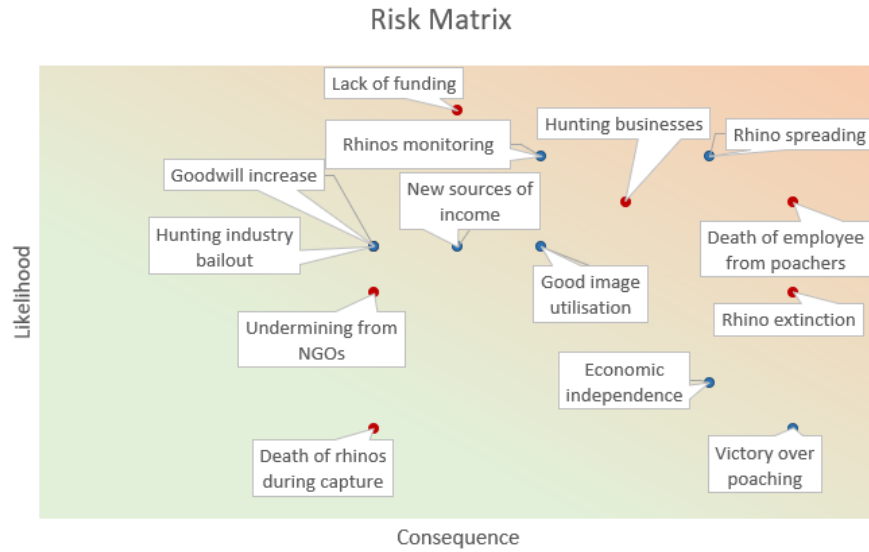 Risk Matrix
Lack of funding
Hunting businesses
Rhino spreading
Rhinos monitoring
Goodwill increase
New sources of
income
Hunting industry
bailout
Death of employee
from poachers
Good image
utilisation
Undermining from
NGOs
Rhino extinction
Economic
independence
Death of rhinos
during capture
Victory over
poaching
Likelihood
Consequence